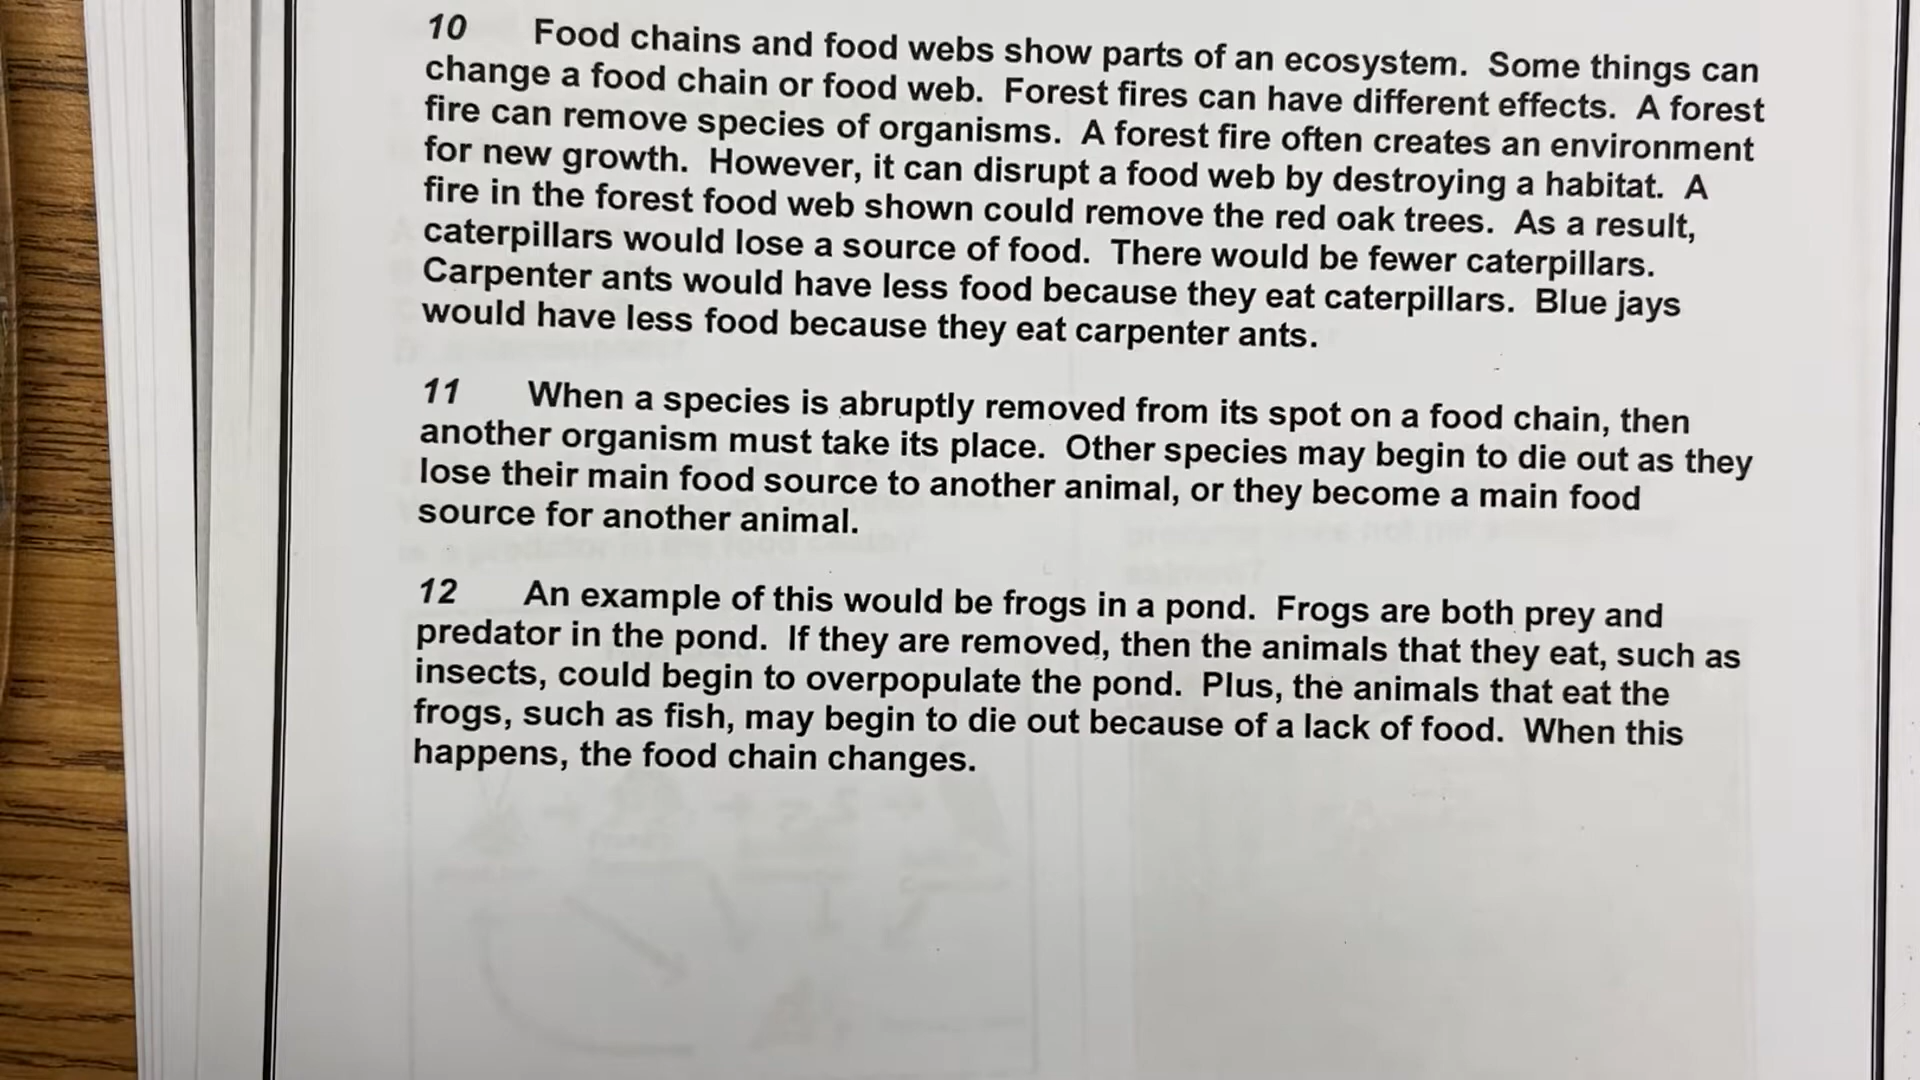 10 Food chains and food webs show parts of an ecosystem. Some things can
change a food chain or food web. Forest fires can have different effects. A forest
fire can remove species of organisms. A forest fire often creates an environment
for new growth. However, it can disrupt a food web by destroying a habitat. A
fire in the forest food web shown could remove the red oak trees. As a result,
caterpillars would lose a source of food. There would be fewer caterpillars.
Carpenter ants would have less food because they eat caterpillars. Blue jays
would have less food because they eat carpenter ants.
11 When a species is abruptly removed from its spot on a food chain, then
another organism must take its place. Other species may begin to die out as they
lose their main food source to another animal, or they become a main food
source for another animal.
12 An example of this would be frogs in a pond. Frogs are both prey and
predator in the pond. If they are removed, then the animals that they eat, such as
insects, could begin to overpopulate the pond. Plus, the animals that eat the
frogs, such as fish, may begin to die out because of a lack of food. When this
happens, the food chain changes.